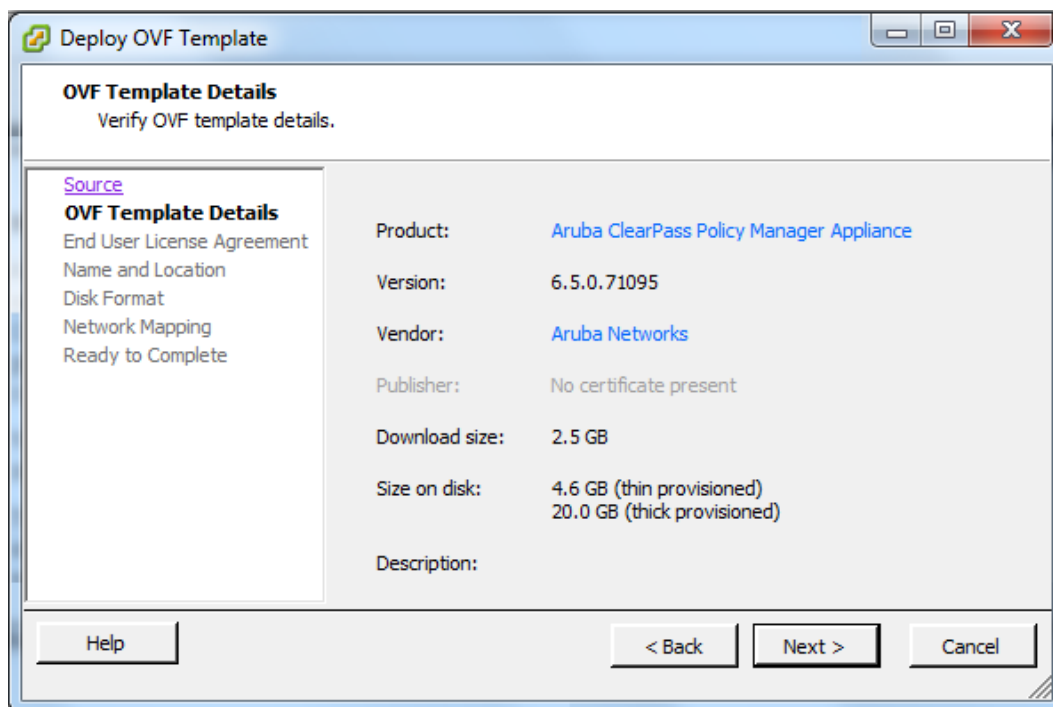 Deploy OVF Template
OVF Template Details
Verify OVF template details.
Source
OVF Template Details
End User License Agreement
Name and Location
Disk Format
Network Mapping
Ready to Complete
Product: Aruba ClearPass Policy Manager Appliance
Version: 6.5.0.71095
Vendor: Aruba Networks
Publisher: No certificate present
Download size: 2.5 GB
Size on disk: 4.6 GB (thin provisioned)
20.0 GB (thick provisioned)
Description:
Help < Back Next > Cancel